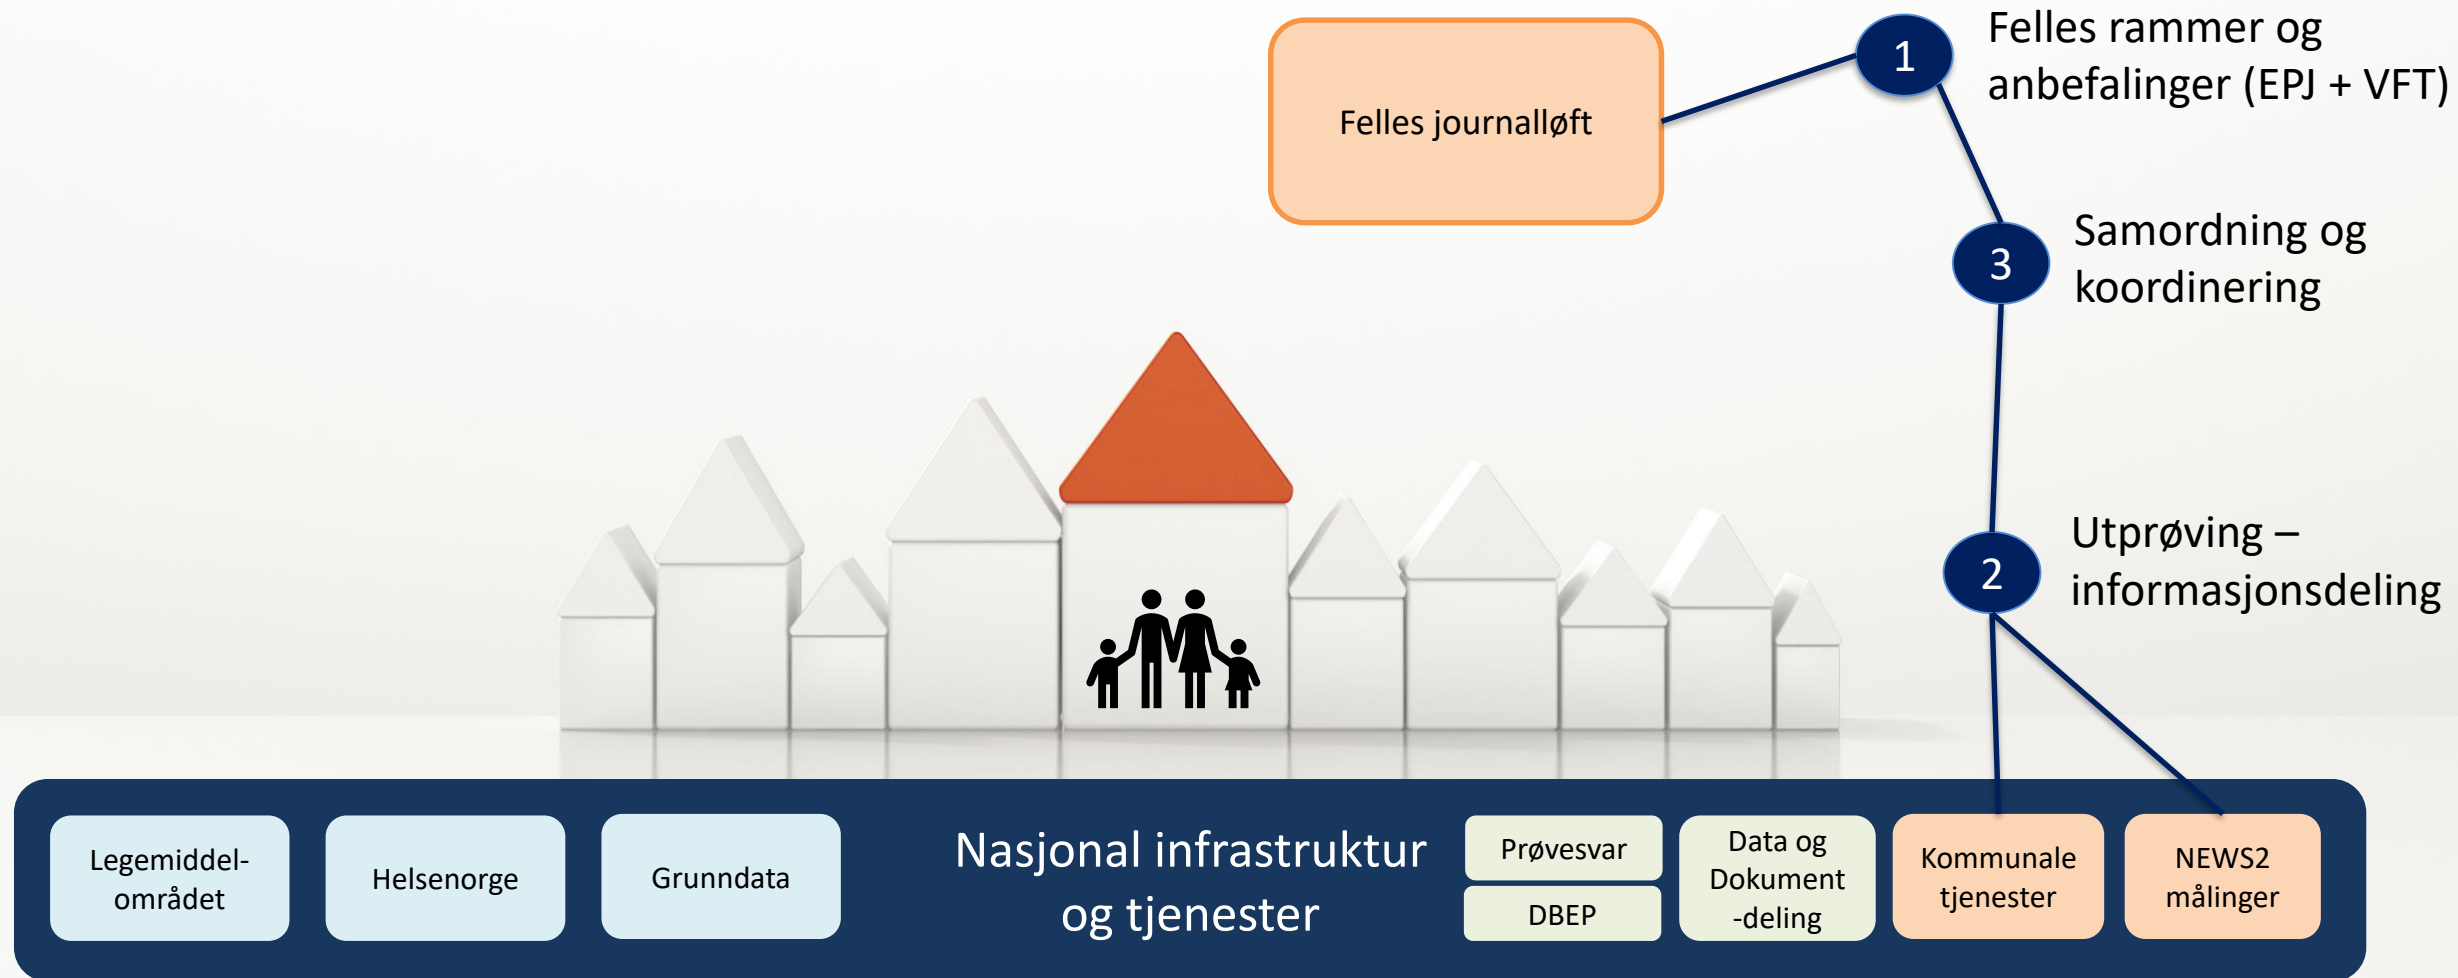 Felles journalløft
1
Felles rammer og
anbefalinger (EPJ + VFT)
3
Samordning og
koordinering
2
Utprøving –
informasjonsdeling
Legemiddel-
området
Helsenorge
Grunndata
Nasjonal infrastruktur
og tjenester
Prøvesvar
DBEP
Data og
Dokument
-deling
Kommunale
tjenester
NEWS2
målinger